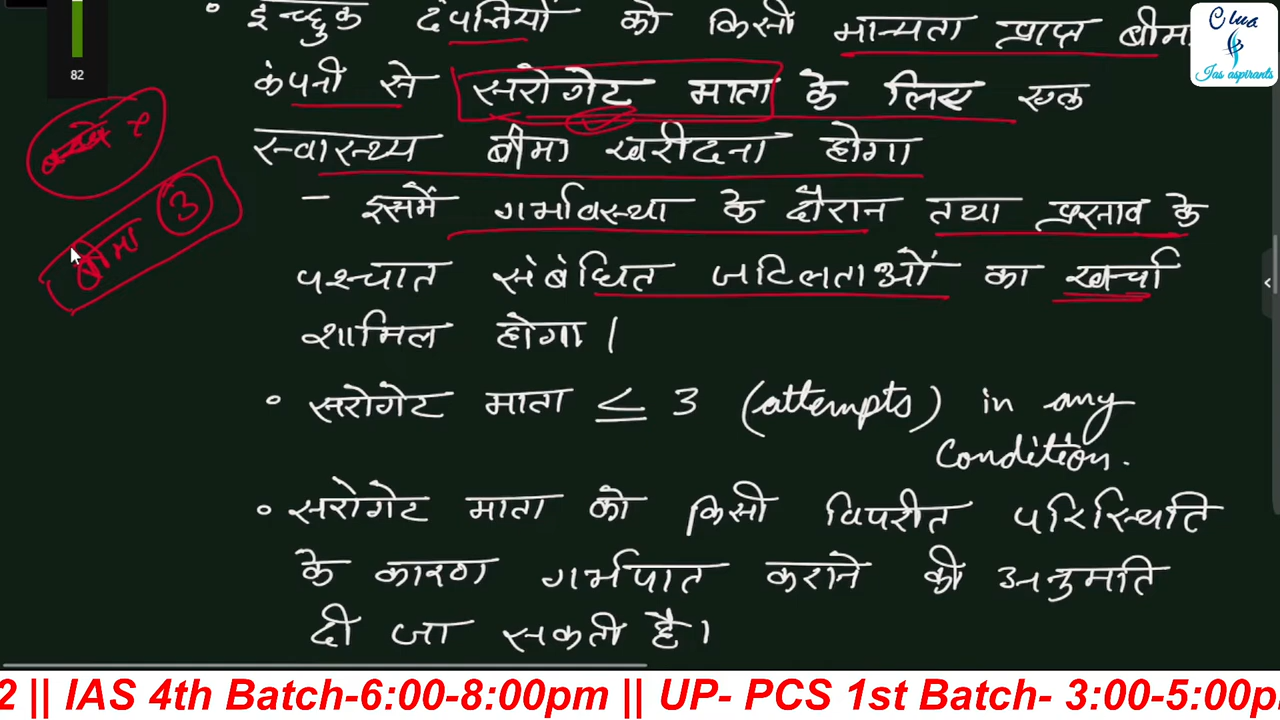 इच्छुक दंपत्तियों को किसी मान्यता प्राप्त बीमा
Clue
Ias aspirants
82
कंपनी से सरोगेट माता के लिए एक
स्वास्थ्य बीमा खरीदना होगा
- इसमें गर्भावस्था के दौरान तथा प्रसव के
बीमा 3
पश्चात संबंधित जटिलताओं का खर्चा
शामिल होगा।
• सरोगेट माता ≤ 3 (attempts) in any
condition.
• सरोगेट माता को किसी विपरीत परिस्थिति
के कारण गर्भपात कराने की अनुमति
दी जा सकती है।
2 || IAS 4th Batch-6:00-8:00pm || UP- PCS 1st Batch- 3:00-5:00p